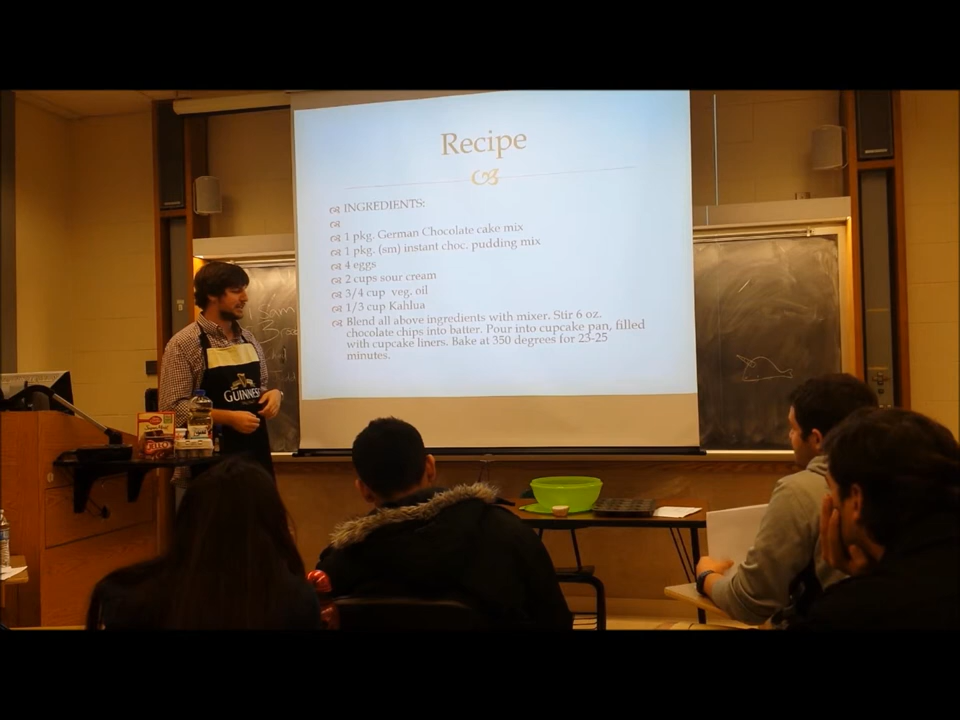 Recipe
INGREDIENTS:
1 pkg. German Chocolate cake mix
1 pkg. (sm) instant choc. pudding mix
4 eggs
2 cups sour cream
3/4 cup veg. oil
1/3 cup Kahlua
Blend all above ingredients with mixer. Stir 6 oz.
chocolate chips into batter. Pour into cupcake pan, filled
with cupcake liners. Bake at 350 degrees for 23-25
minutes.
GUINNESS